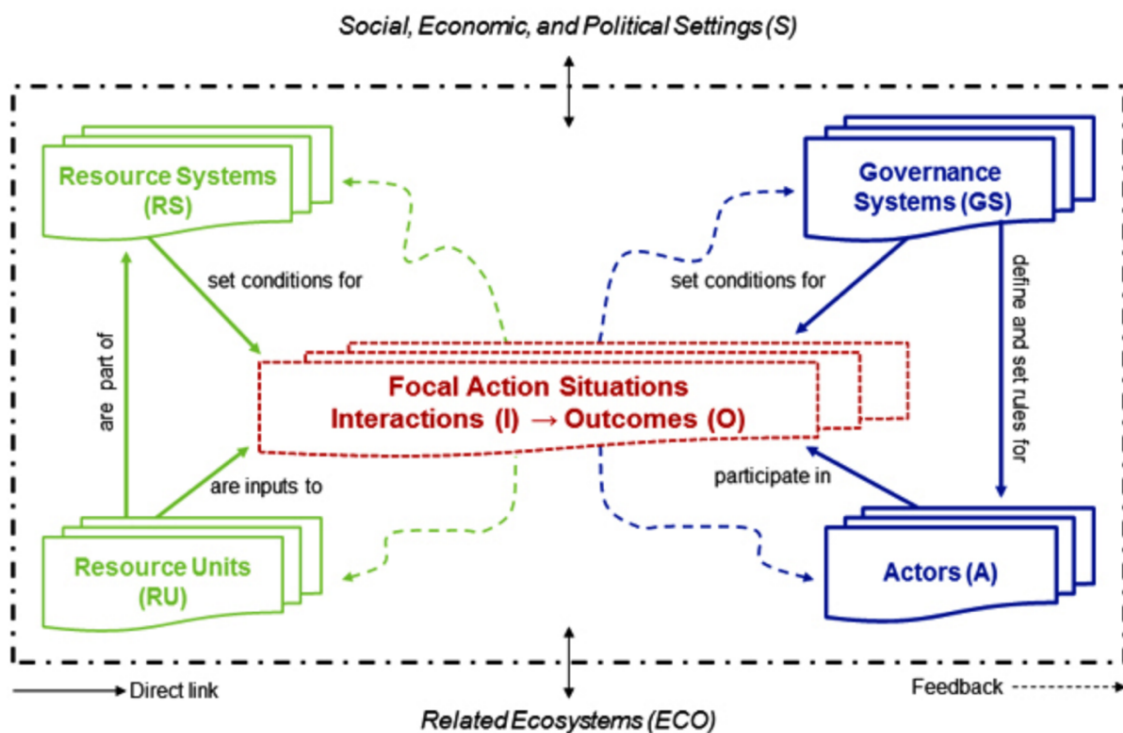 Social, Economic, and Political Settings (S)
Resource Systems
(RS)
Governance
Systems (GS)
set conditions for
set conditions for
are part of
define and set rules for
Focal Action Situations
Interactions (I) → Outcomes (O)
are inputs to
participate in
Resource Units
(RU)
Actors (A)
Direct link
Feedback
Related Ecosystems (ECO)